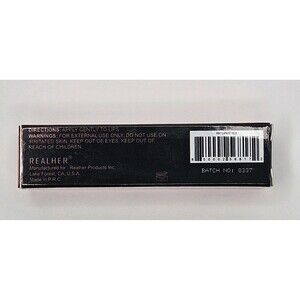 DIRECTIONS: APPLY GENTLY TO LIPS
WARNINGS: FOR EXTERNAL USE ONLY. DO NOT USE ON
IRRITATED SKIN. KEEP OUT OF EYES. KEEP OUT OF
REACH OF CHILDREN.
REALHER®
Manufactured for: Realher Products Inc.
Lake Forest, CA, U.S.A.
Made in P.R.C.
BATCH NO: 0337